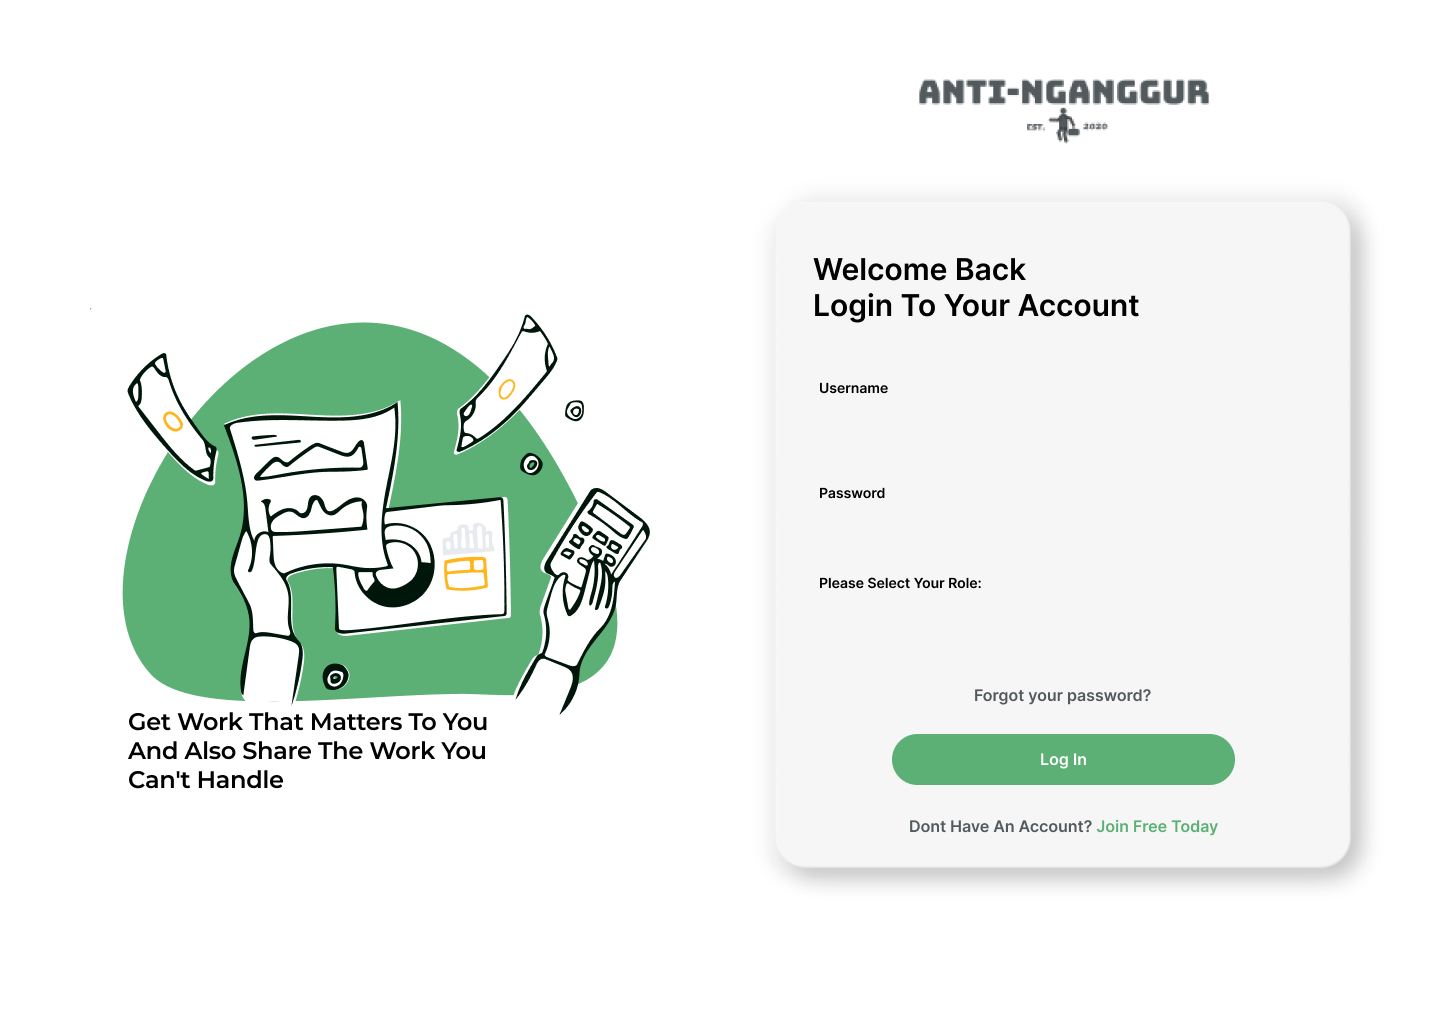 ANTI-NGANGGUR
EST. 2020
Welcome Back
Login To Your Account
Username
Password
Please Select Your Role:
Forgot your password?
Log In
Dont Have An Account? Join Free Today
Get Work That Matters To You
And Also Share The Work You
Can't Handle